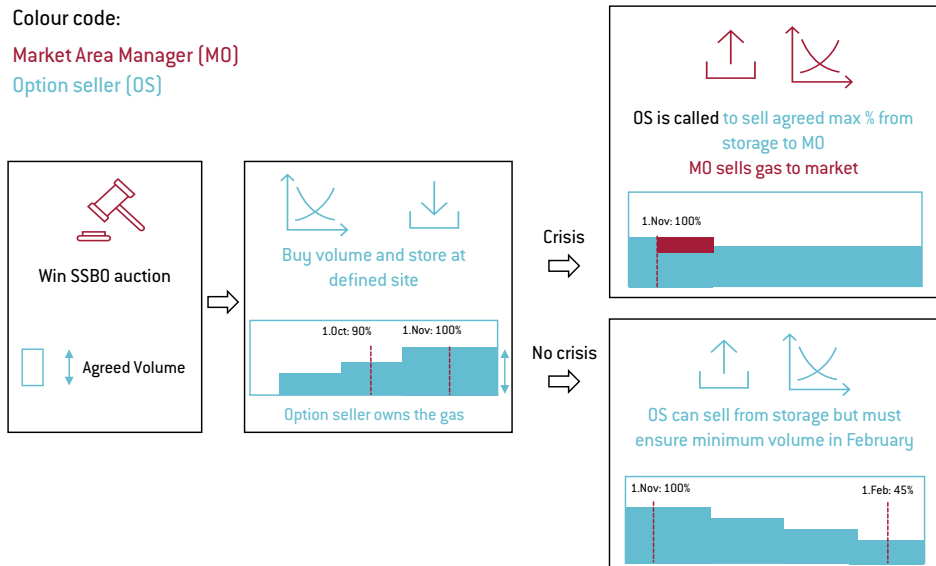 Colour code:
Market Area Manager (MO)
Option seller (OS)
Win SSBO auction
Agreed Volume
Buy volume and store at
defined site
1.Oct: 90%
1.Nov: 100%
Option seller owns the gas
Crisis
No crisis
OS is called to sell agreed max % from
storage to MO
MO sells gas to market
1.Nov: 100%
OS can sell from storage but must
ensure minimum volume in February
1.Nov: 100%
1.Feb: 45%